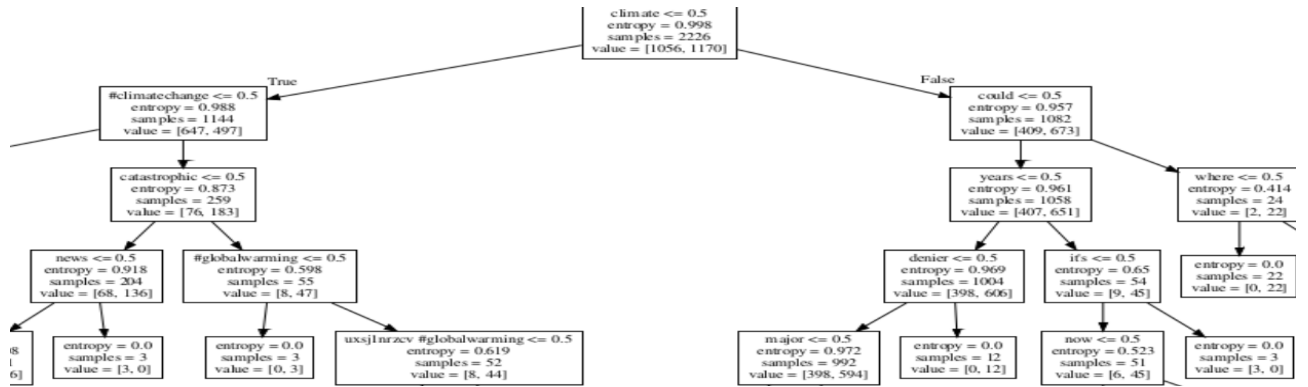 climate <= 0.5
entropy = 0.998
samples = 2226
value = [1056, 1170]
True
False
#climatechange <= 0.5
entropy = 0.988
samples = 1144
value = [647, 497]
could <= 0.5
entropy = 0.957
samples = 1082
value = [409, 673]
catastrophic <= 0.5
entropy = 0.873
samples = 259
value = [76, 183]
years <= 0.5
entropy = 0.961
samples = 1058
value = [407, 651]
where <= 0.5
entropy = 0.414
samples = 24
value = [2, 22]
news <= 0.5
entropy = 0.918
samples = 204
value = [68, 136]
#globalwarming <= 0.5
entropy = 0.598
samples = 55
value = [8, 47]
denier <= 0.5
entropy = 0.969
samples = 1004
value = [398, 606]
it's <= 0.5
entropy = 0.65
samples = 54
value = [9, 45]
entropy = 0.0
samples = 22
value = [0, 22]
entropy = 0.0
samples = 3
value = [3, 0]
entropy = 0.0
samples = 3
value = [0, 3]
uxsjlnrzcv #globalwarming <= 0.5
entropy = 0.619
samples = 52
value = [8, 44]
major <= 0.5
entropy = 0.972
samples = 992
value = [398, 594]
entropy = 0.0
samples = 12
value = [0, 12]
now <= 0.5
entropy = 0.523
samples = 51
value = [6, 45]
entropy = 0.0
samples = 3
value = [3, 0]